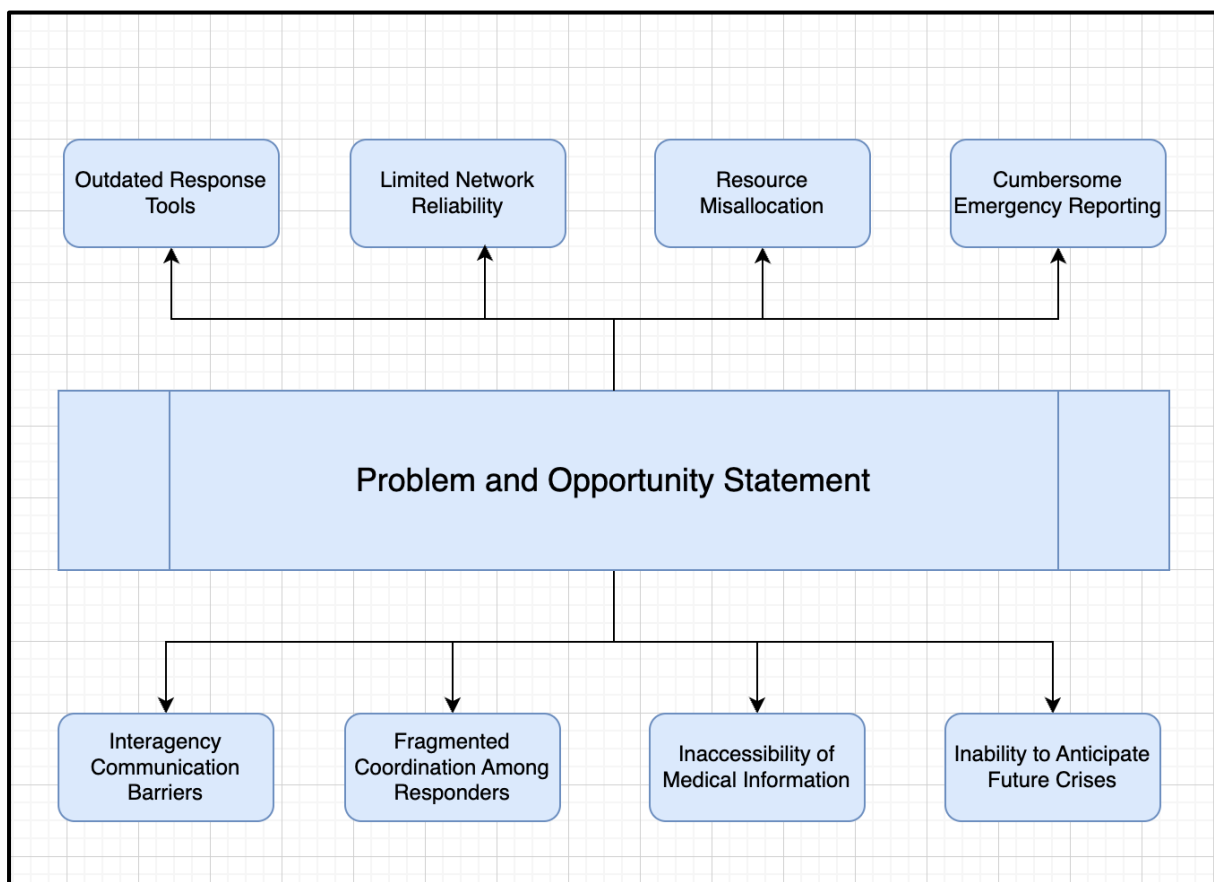 Outdated Response
Tools
Limited Network
Reliability
Resource
Misallocation
Cumbersome
Emergency Reporting
Problem and Opportunity Statement
Interagency
Communication
Barriers
Fragmented
Coordination Among
Responders
Inaccessibility of
Medical Information
Inability to Anticipate
Future Crises